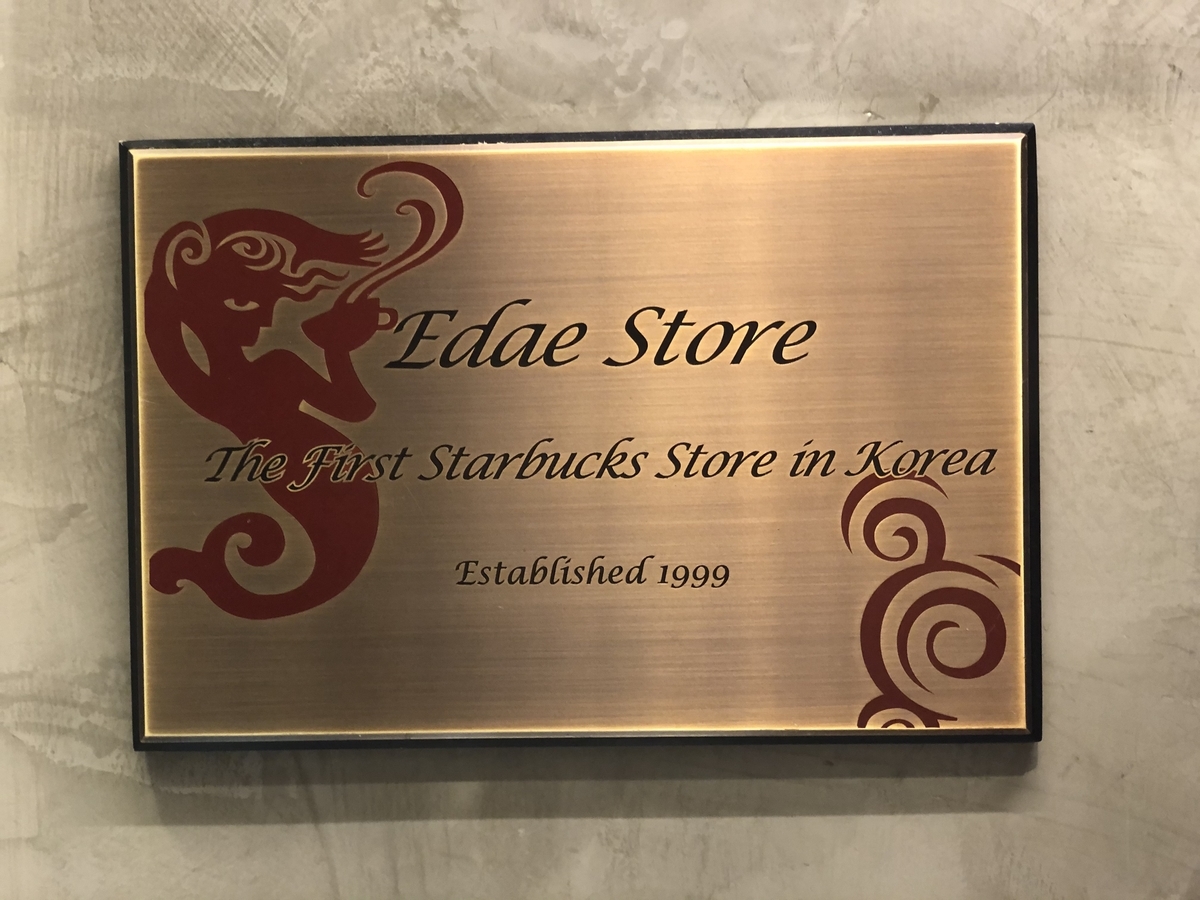 Edae Store
The First Starbucks Store in Korea
Established 1999